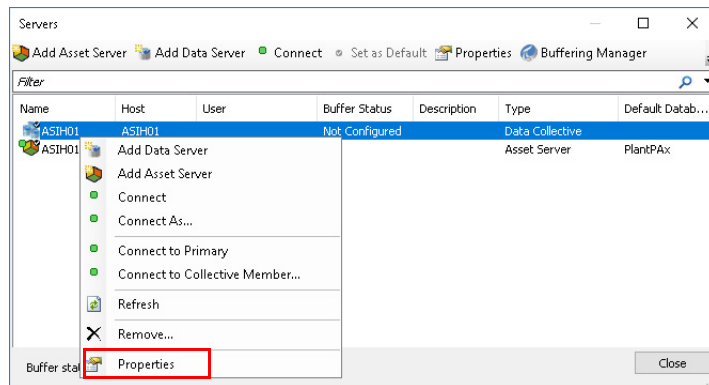 Servers
Add Asset Server Add Data Server Connect Set as Default Properties Buffering Manager
Filter
Name Host User Buffer Status Description Type Default Datab...
ASIH01 ASIH01 Not Configured Data Collective
ASIH01 Asset Server PlantPAx
Add Data Server
Add Asset Server
Connect
Connect As...
Connect to Primary
Connect to Collective Member...
Refresh
Remove...
Properties
Buffer sta
Close